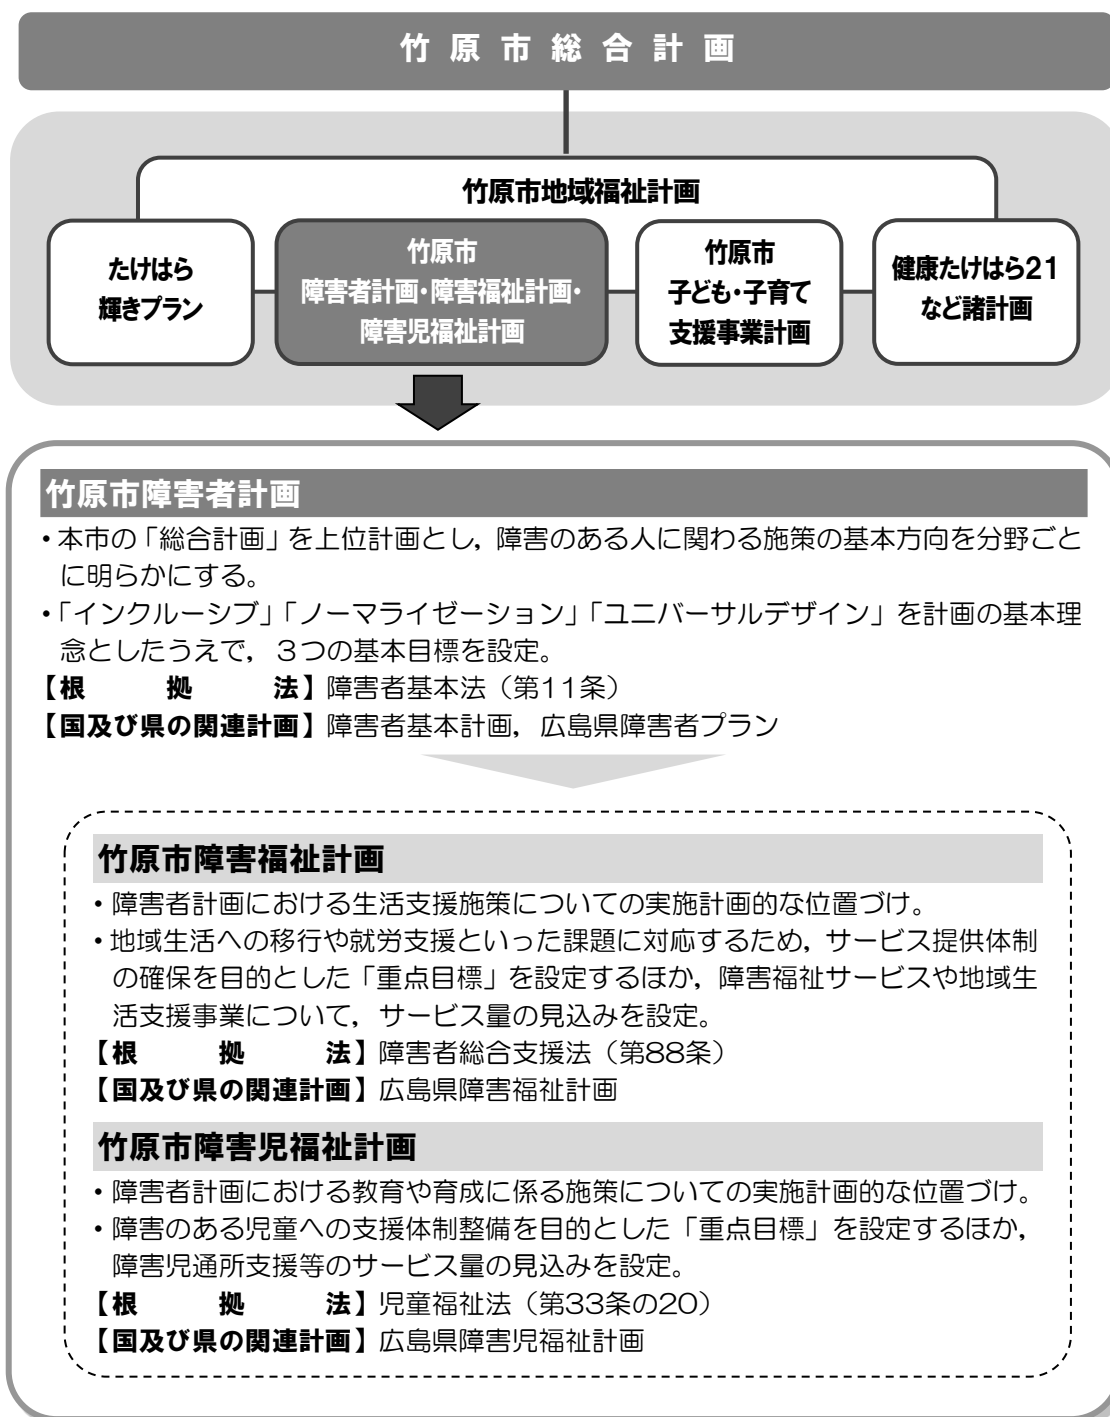 竹原市総合計画
竹原市地域福祉計画
たけはら
輝きプラン
竹原市
障害者計画・障害福祉計画・
障害児福祉計画
竹原市
子ども・子育て
支援事業計画
健康たけはら21
など諸計画
竹原市障害者計画
・本市の「総合計画」を上位計画とし，障害のある人に関わる施策の基本方向を分野ごと
に明らかにする。
・「インクルーシブ」「ノーマライゼーション」「ユニバーサルデザイン」を計画の基本理
念としたうえで，３つの基本目標を設定。
【根拠法】障害者基本法（第11条）
【国及び県の関連計画】障害者基本計画，広島県障害者プラン
竹原市障害福祉計画
・障害者計画における生活支援施策についての実施計画的な位置づけ。
・地域生活への移行や就労支援といった課題に対応するため，サービス提供体制
の確保を目的とした「重点目標」を設定するほか，障害福祉サービスや地域生
活支援事業について，サービス量の見込みを設定。
【根拠法】障害者総合支援法（第88条）
【国及び県の関連計画】広島県障害福祉計画
竹原市障害児福祉計画
・障害者計画における教育や育成に係る施策についての実施計画的な位置づけ。
・障害のある児童への支援体制整備を目的とした「重点目標」を設定するほか，
障害児通所支援等のサービス量の見込みを設定。
【根拠法】児童福祉法（第33条の20）
【国及び県の関連計画】広島県障害児福祉計画